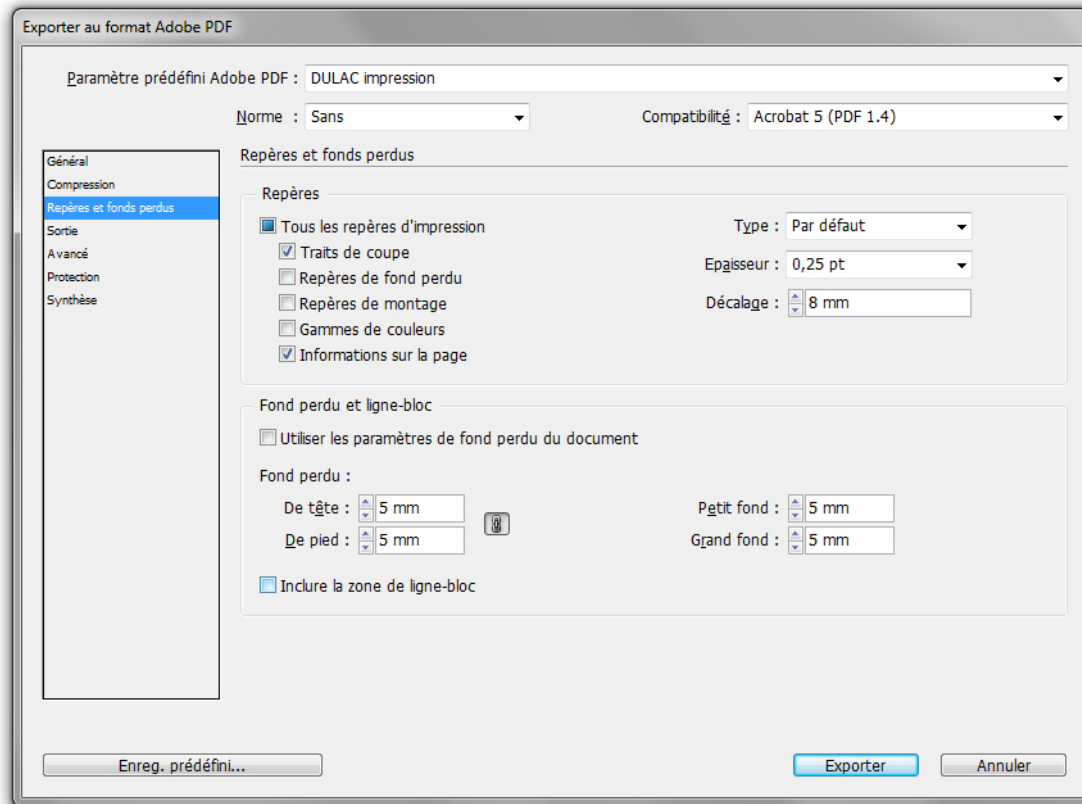 Exporter au format Adobe PDF
Paramètre prédéfini Adobe PDF : DULAC impression
Norme : Sans Compatibilité : Acrobat 5 (PDF 1.4)
Général
Compression
Repères et fonds perdus
Sortie
Avancé
Protection
Synthèse
Repères et fonds perdus
Repères
Tous les repères d'impression
Traits de coupe
Repères de fond perdu
Repères de montage
Gammes de couleurs
Informations sur la page
Type : Par défaut
Epaisseur : 0,25 pt
Décalage : 8 mm
Fond perdu et ligne-bloc
Utiliser les paramètres de fond perdu du document
Fond perdu :
De tête : 5 mm Petit fond : 5 mm
De pied : 5 mm Grand fond : 5 mm
Inclure la zone de ligne-bloc
Enreg. prédéfini... Exporter Annuler